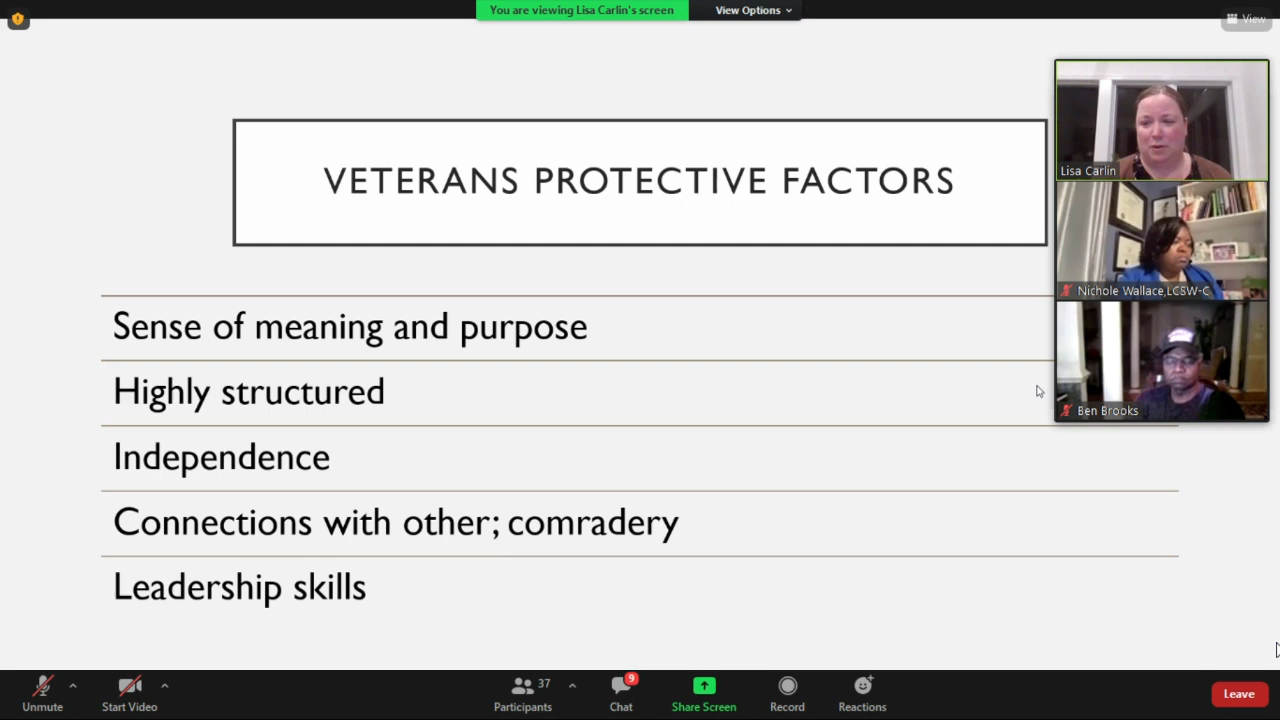 You are viewing Lisa Carlin's screen
View Options
View
VETERANS PROTECTIVE FACTORS
Sense of meaning and purpose
Highly structured
Independence
Connections with other; comradery
Leadership skills
Lisa Carlin
Nichole Wallace,LCSW-C
Ben Brooks
Unmute
Start Video
37
Participants
9
Chat
Share Screen
Record
Reactions
Leave